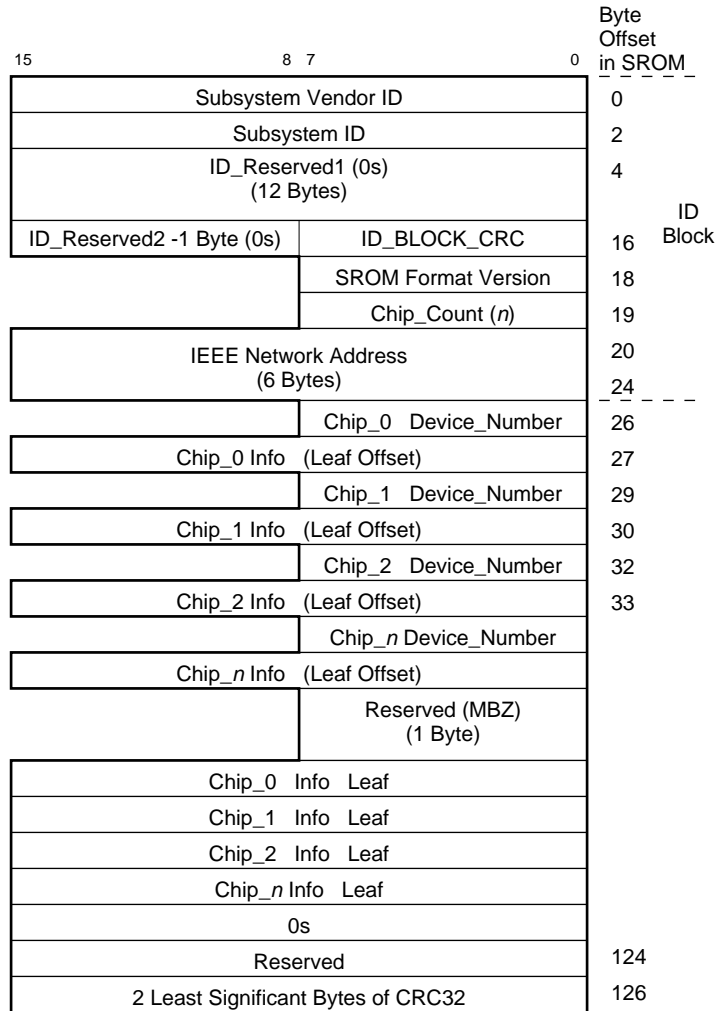 Byte
Offset
15 8 7 0 in SROM
Subsystem Vendor ID 0
Subsystem ID 2
ID_Reserved1 (0s) 4
(12 Bytes)
ID
ID_Reserved2 -1 Byte (0s) ID_BLOCK_CRC 16 Block
SROM Format Version 18
Chip_Count (n) 19
IEEE Network Address 20
(6 Bytes) 24
Chip_0 Device_Number 26
Chip_0 Info (Leaf Offset) 27
Chip_1 Device_Number 29
Chip_1 Info (Leaf Offset) 30
Chip_2 Device_Number 32
Chip_2 Info (Leaf Offset) 33
Chip_n Device_Number
Chip_n Info (Leaf Offset)
Reserved (MBZ)
(1 Byte)
Chip_0 Info Leaf
Chip_1 Info Leaf
Chip_2 Info Leaf
Chip_n Info Leaf
0s
Reserved 124
2 Least Significant Bytes of CRC32 126